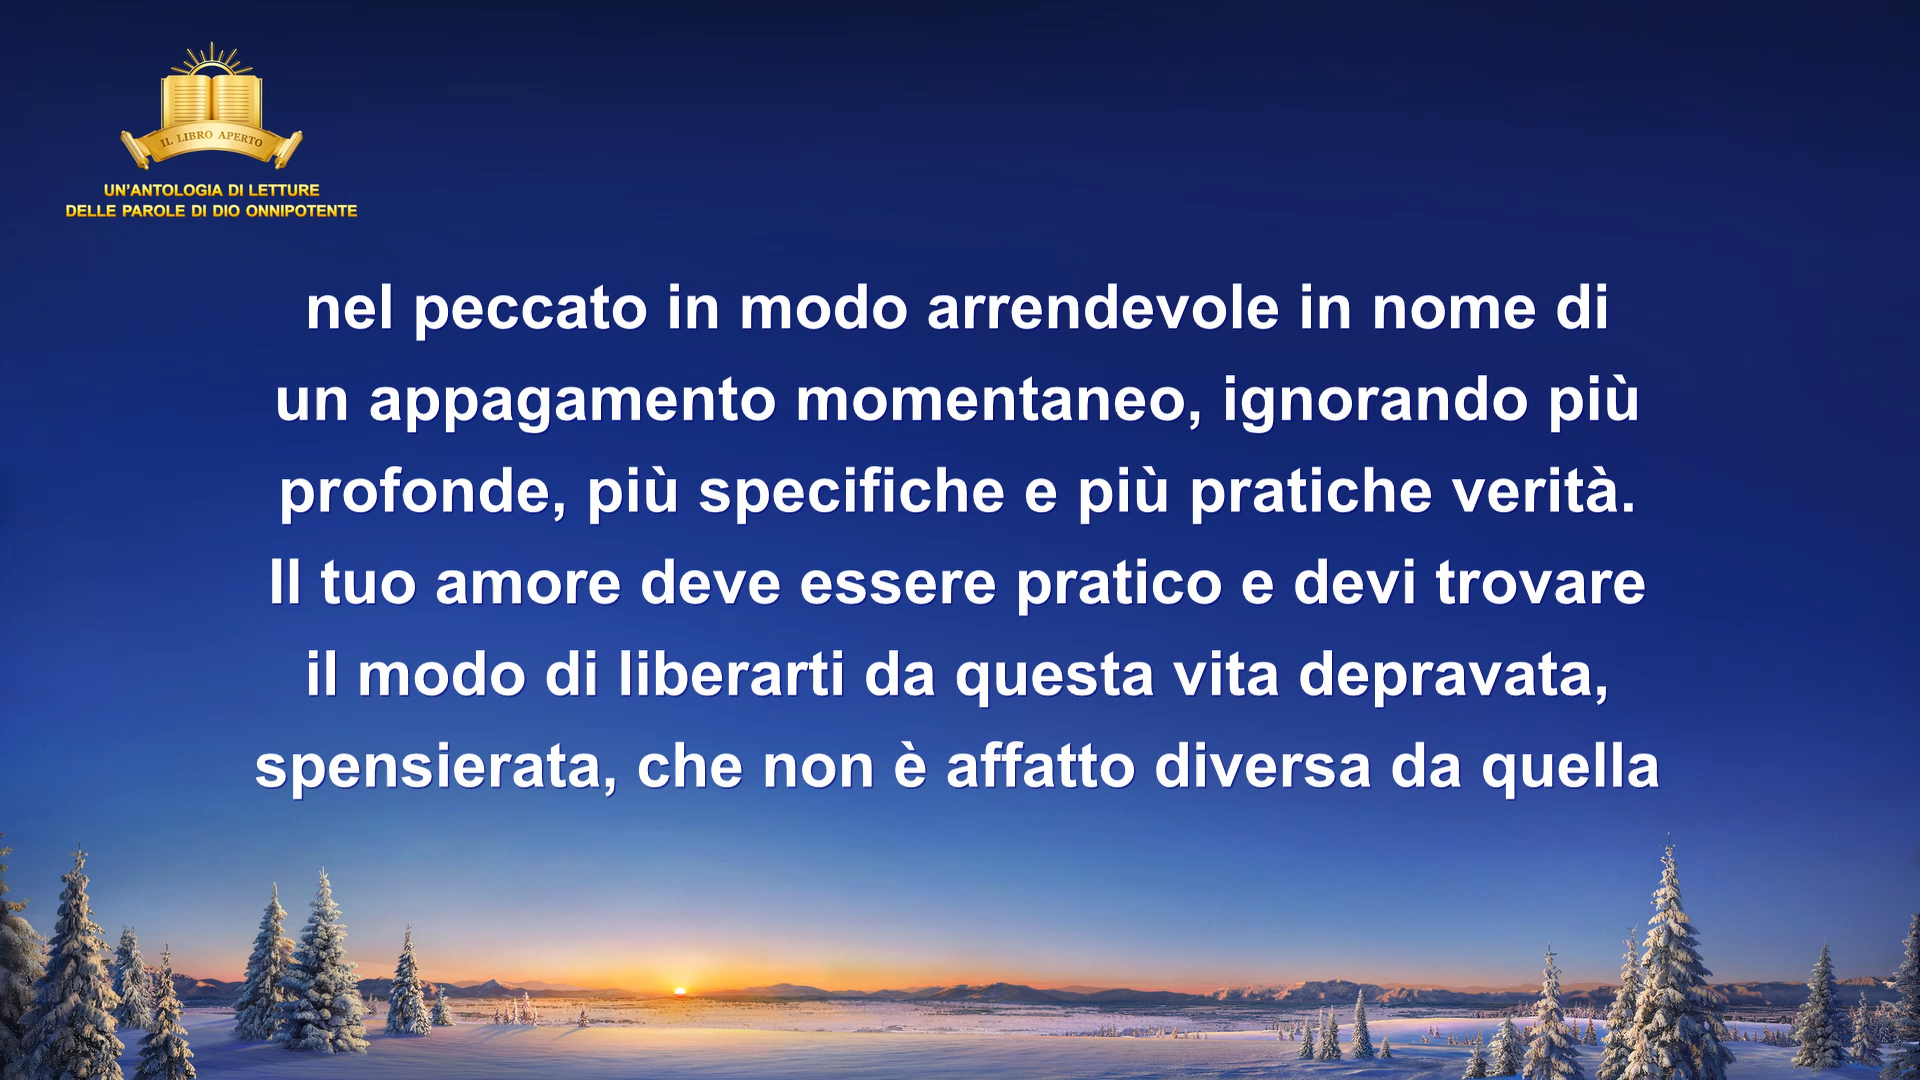 IL LIBRO APERTO
UN'ANTOLOGIA DI LETTURE
DELLE PAROLE DI DIO ONNIPOTENTE
nel peccato in modo arrendevole in nome di
un appagamento momentaneo, ignorando più
profonde, più specifiche e più pratiche verità.
Il tuo amore deve essere pratico e devi trovare
il modo di liberarti da questa vita depravata,
spensierata, che non è affatto diversa da quella